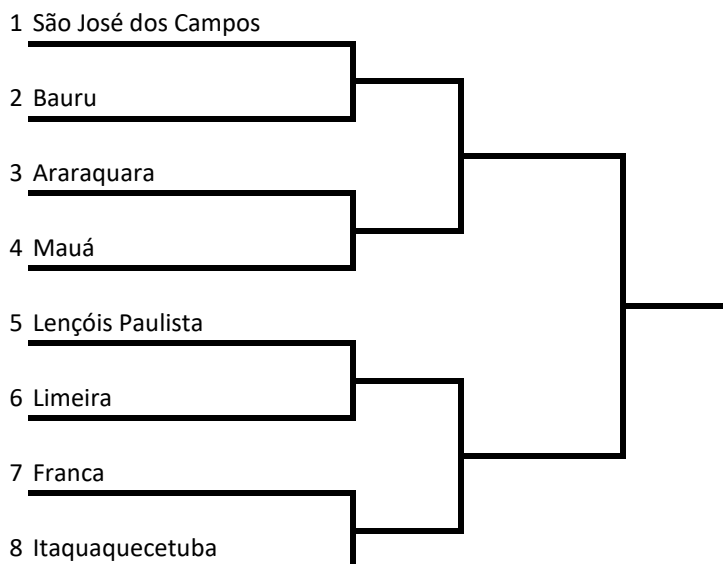 1 São José dos Campos
2 Bauru
3 Araraquara
4 Mauá
5 Lençóis Paulista
6 Limeira
7 Franca
8 Itaquaquecetuba